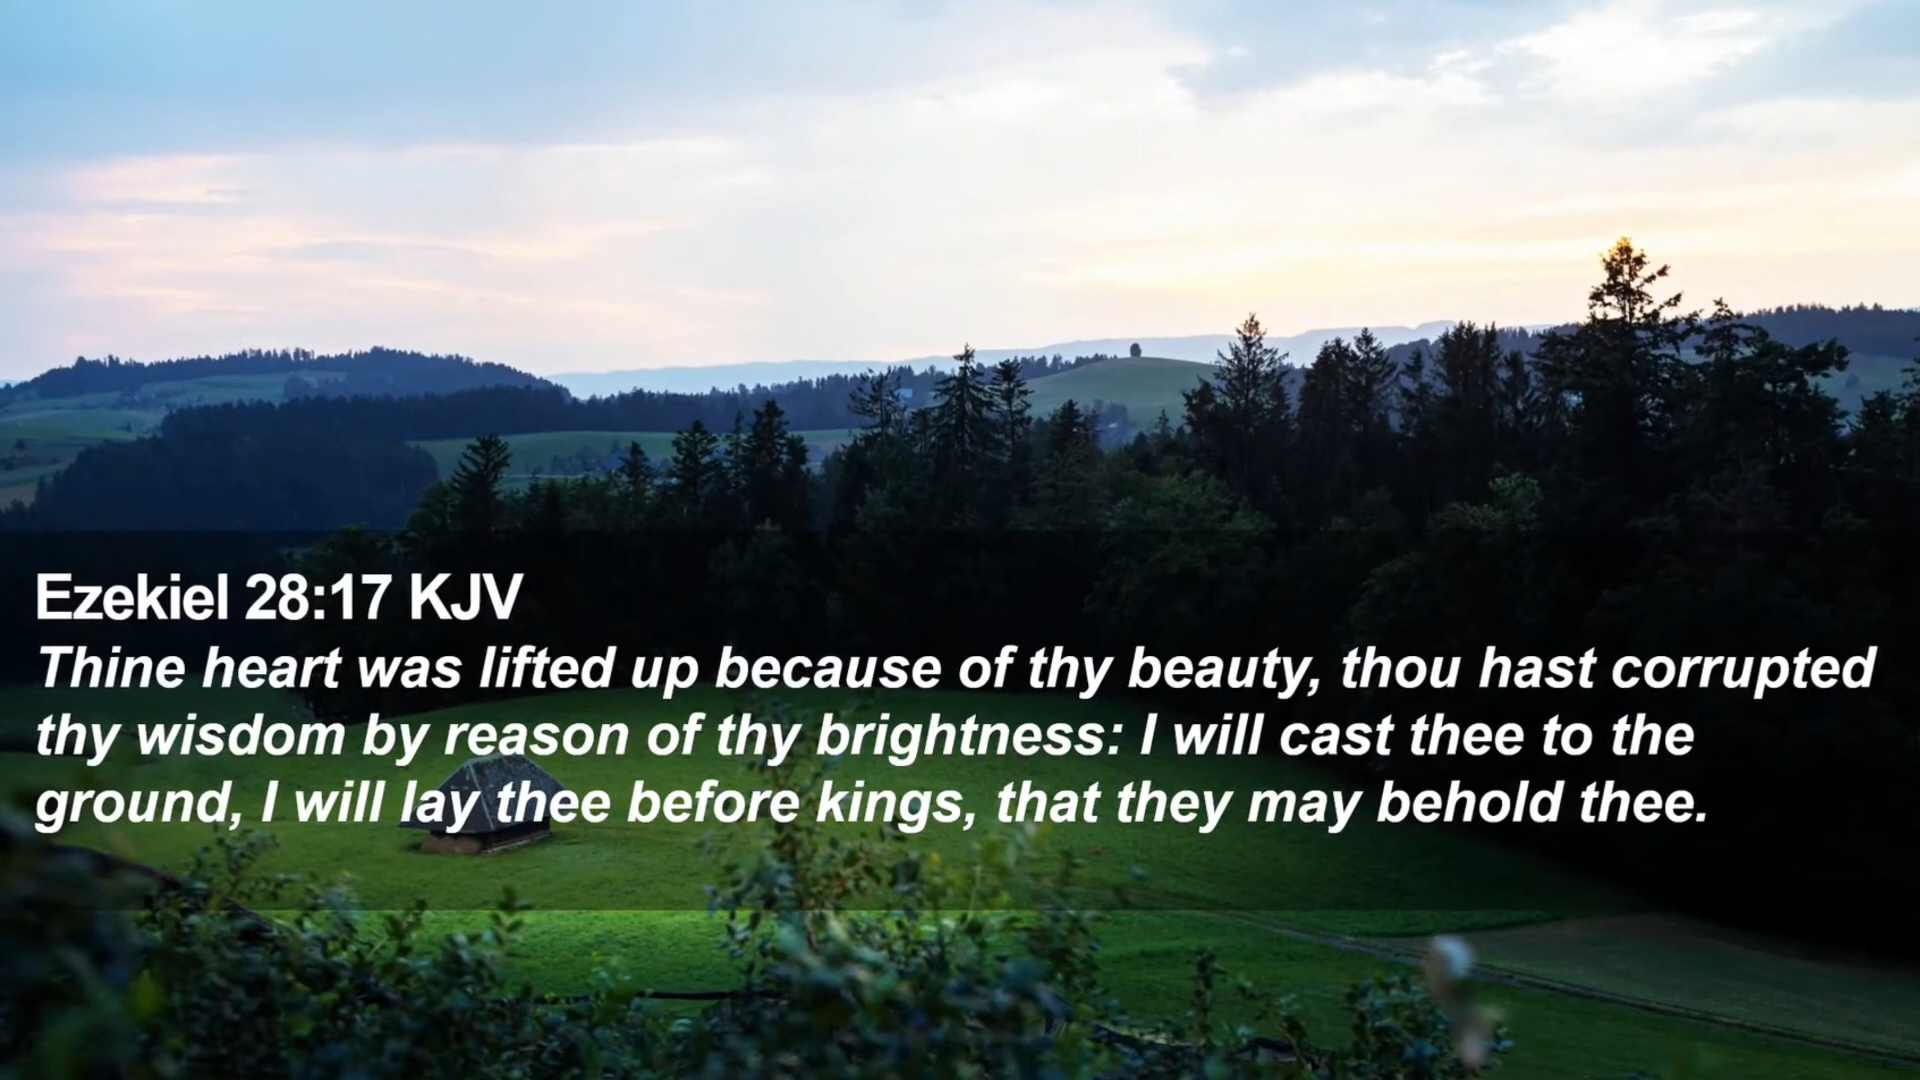 Ezekiel 28:17 KJV
Thine heart was lifted up because of thy beauty, thou hast corrupted
thy wisdom by reason of thy brightness: I will cast thee to the
ground, I will lay thee before kings, that they may behold thee.